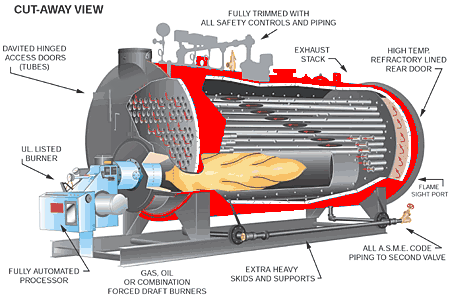 CUT-AWAY VIEW
FULLY TRIMMED WITH
ALL SAFETY CONTROLS AND PIPING
DAVITED HINGED
ACCESS DOORS
(TUBES)
EXHAUST
STACK
HIGH TEMP.
REFRACTORY LINED
REAR DOOR
UL LISTED
BURNER
FLAME
SIGHT PORT
FULLY AUTOMATED
PROCESSOR
GAS, OIL
OR COMBINATION
FORCED DRAFT BURNERS
EXTRA HEAVY
SKIDS AND SUPPORTS
ALL A.S.M.E. CODE
PIPING TO SECOND VALVE